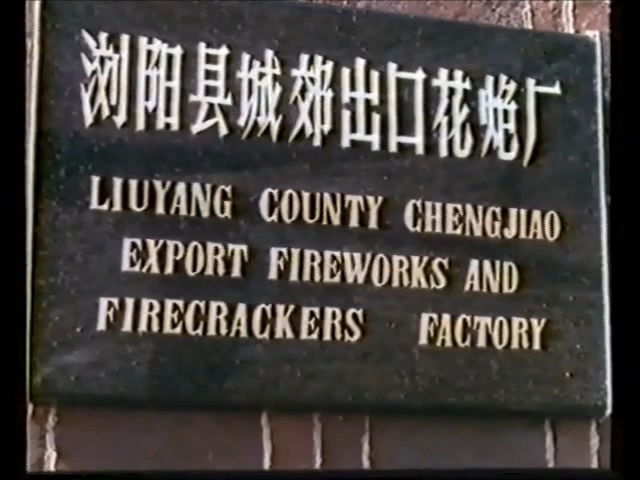 浏阳县城郊出口花炮厂
LIUYANG COUNTY CHENGJIAO
EXPORT FIREWORKS AND
FIRECRACKERS FACTORY